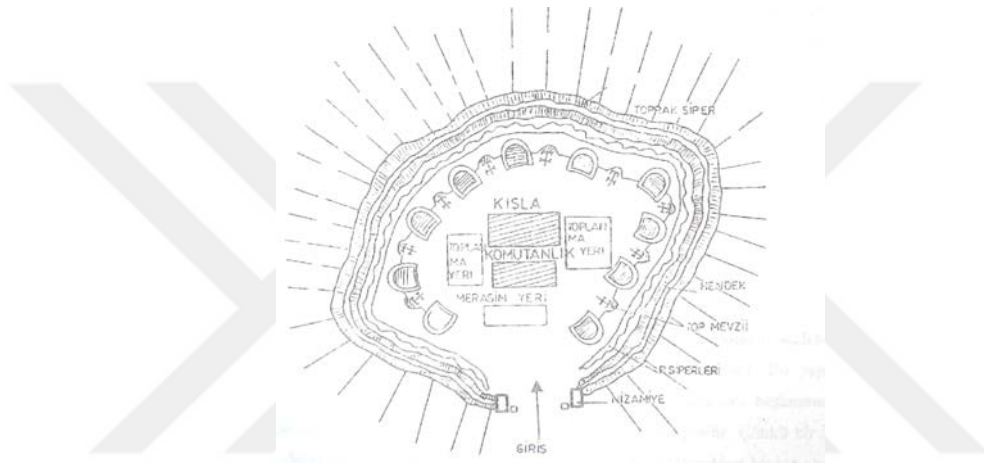 TOPRAK SİPER
KIŞLA
TOPLAN
MA
YERİ
TOPLAN
MA
YERİ
KOMUTANLIK
MERASİM YERİ
HENDEK
TOP MEVZİİ
P.SİPERLERİ
NİZAMİYE
GİRİŞ